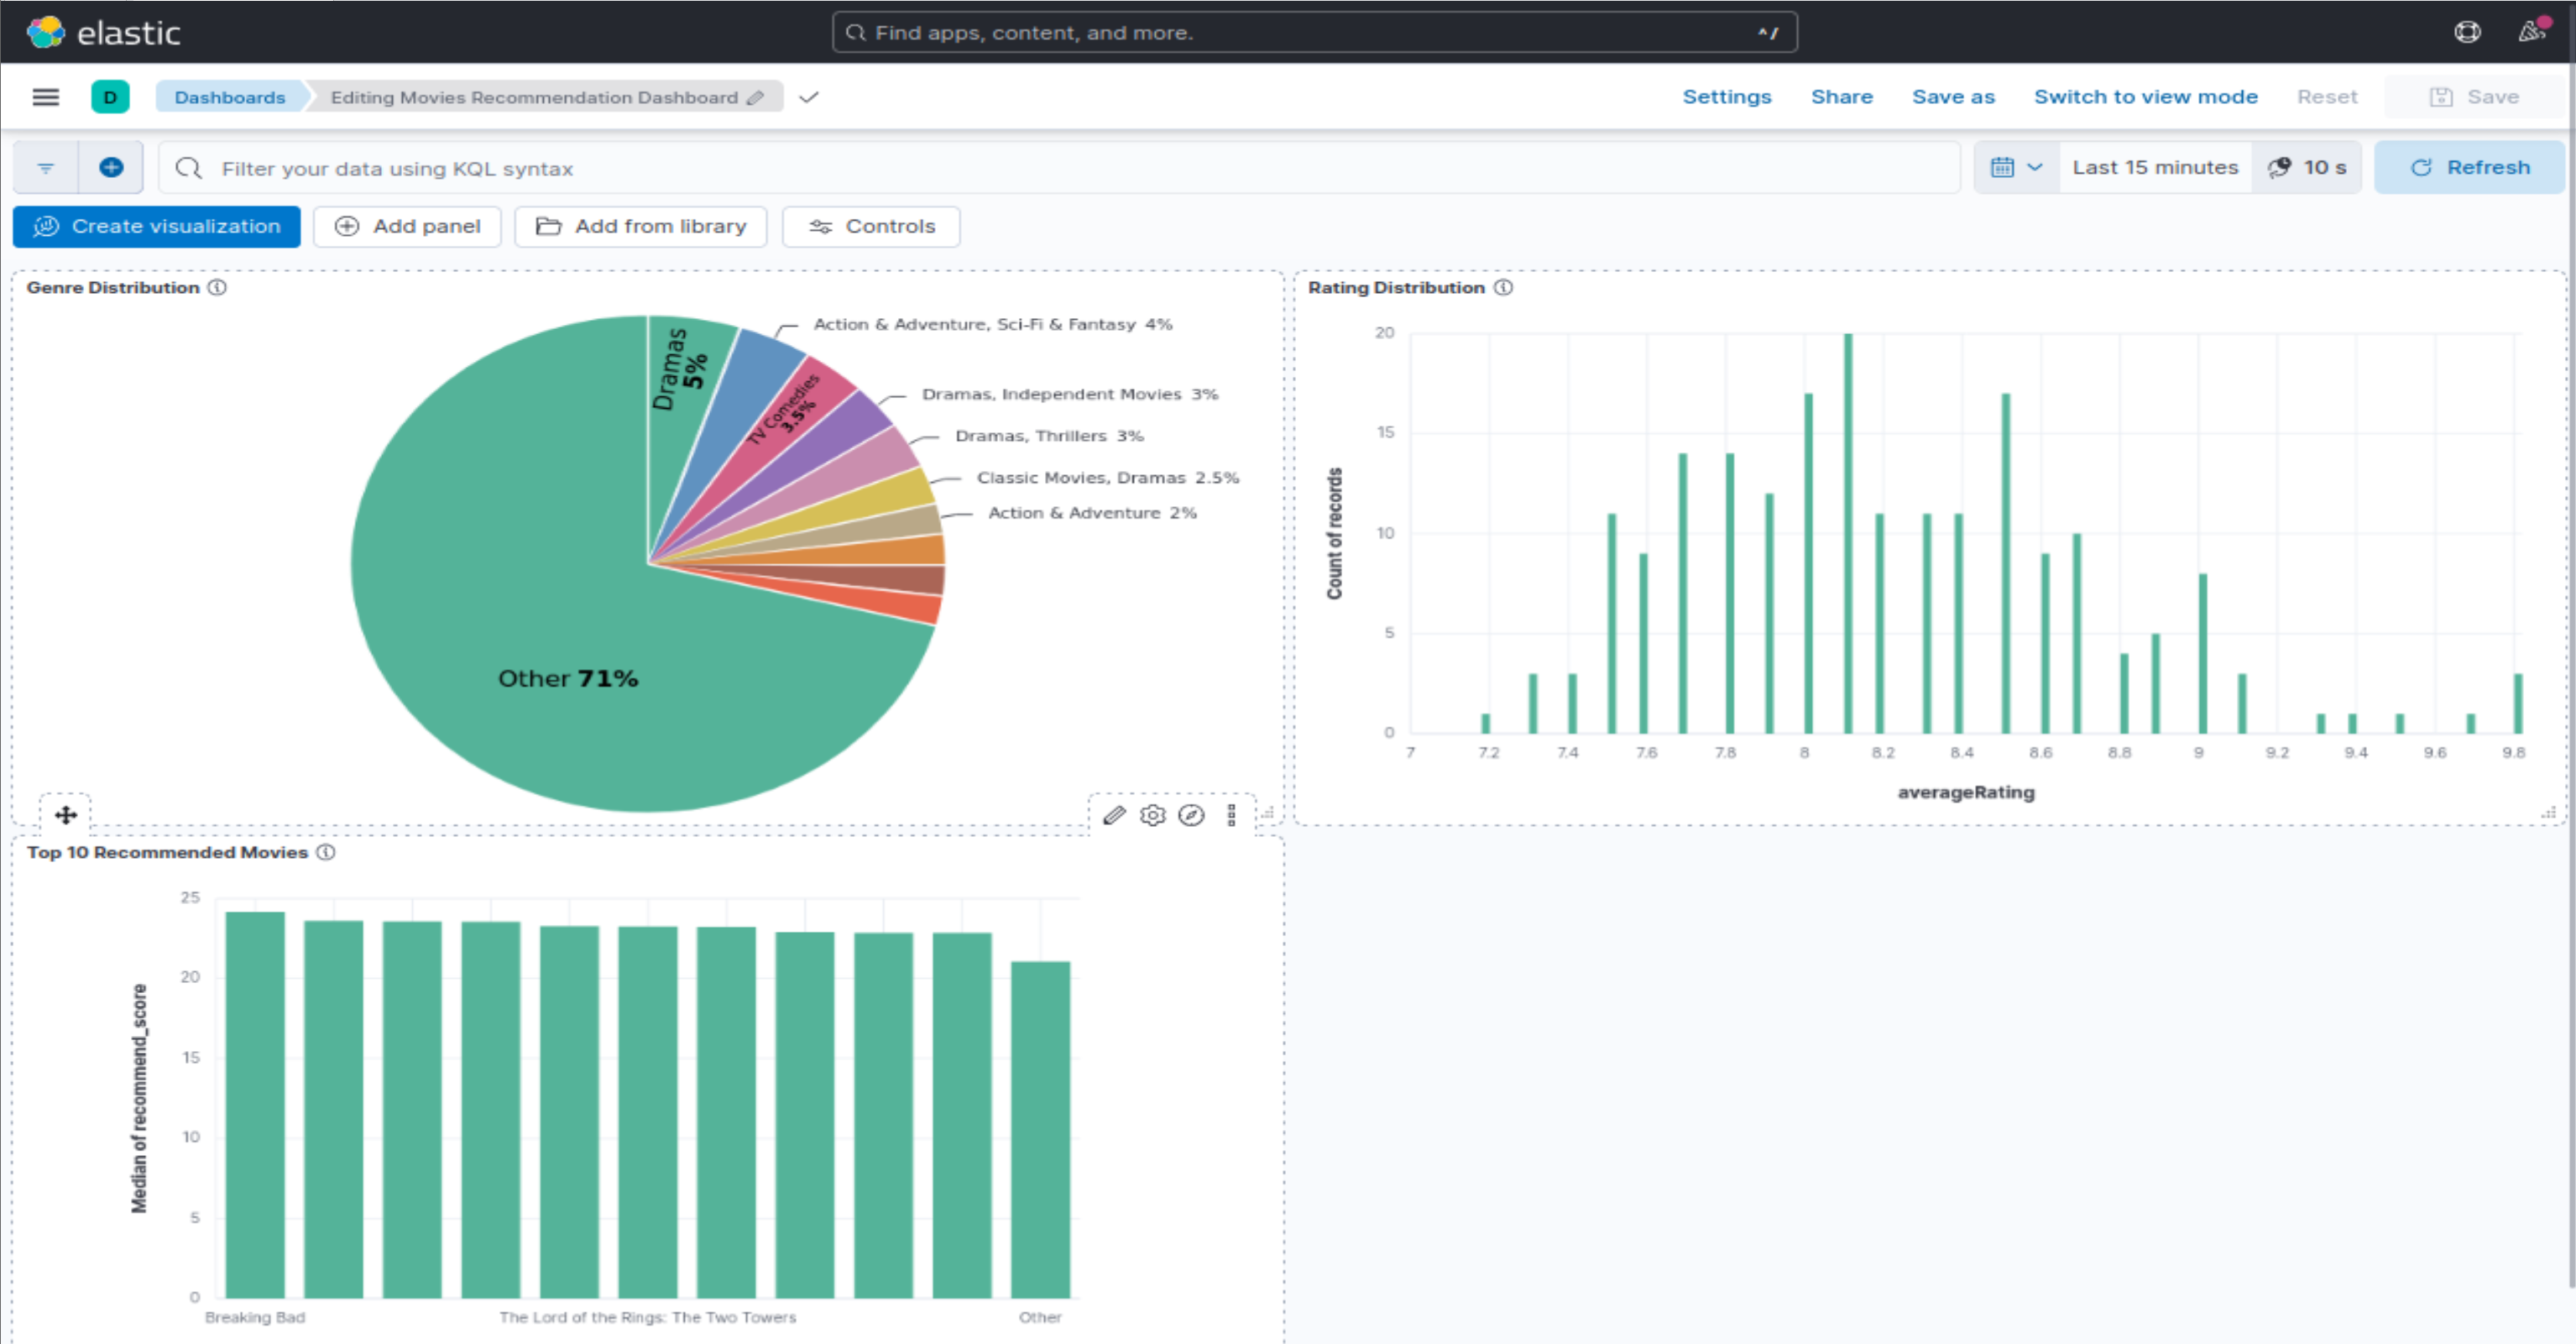 elastic
Find apps, content, and more.
^/
D
Dashboards
Editing Movies Recommendation Dashboard
Settings
Share
Save as
Switch to view mode
Reset
Save
Filter your data using KQL syntax
Last 15 minutes
10 s
Refresh
Create visualization
Add panel
Add from library
Controls
Genre Distribution
Dramas
5%
Action & Adventure, Sci-Fi & Fantasy 4%
TV Comedies
3.5%
Dramas, Independent Movies 3%
Dramas, Thrillers 3%
Classic Movies, Dramas 2.5%
Action & Adventure 2%
Other 71%
Rating Distribution
Count of records
20
15
10
5
0
7 7.2 7.4 7.6 7.8 8 8.2 8.4 8.6 8.8 9 9.2 9.4 9.6 9.8
averageRating
Top 10 Recommended Movies
Median of recommend_score
25
20
15
10
5
0
Breaking Bad
The Lord of the Rings: The Two Towers
Other